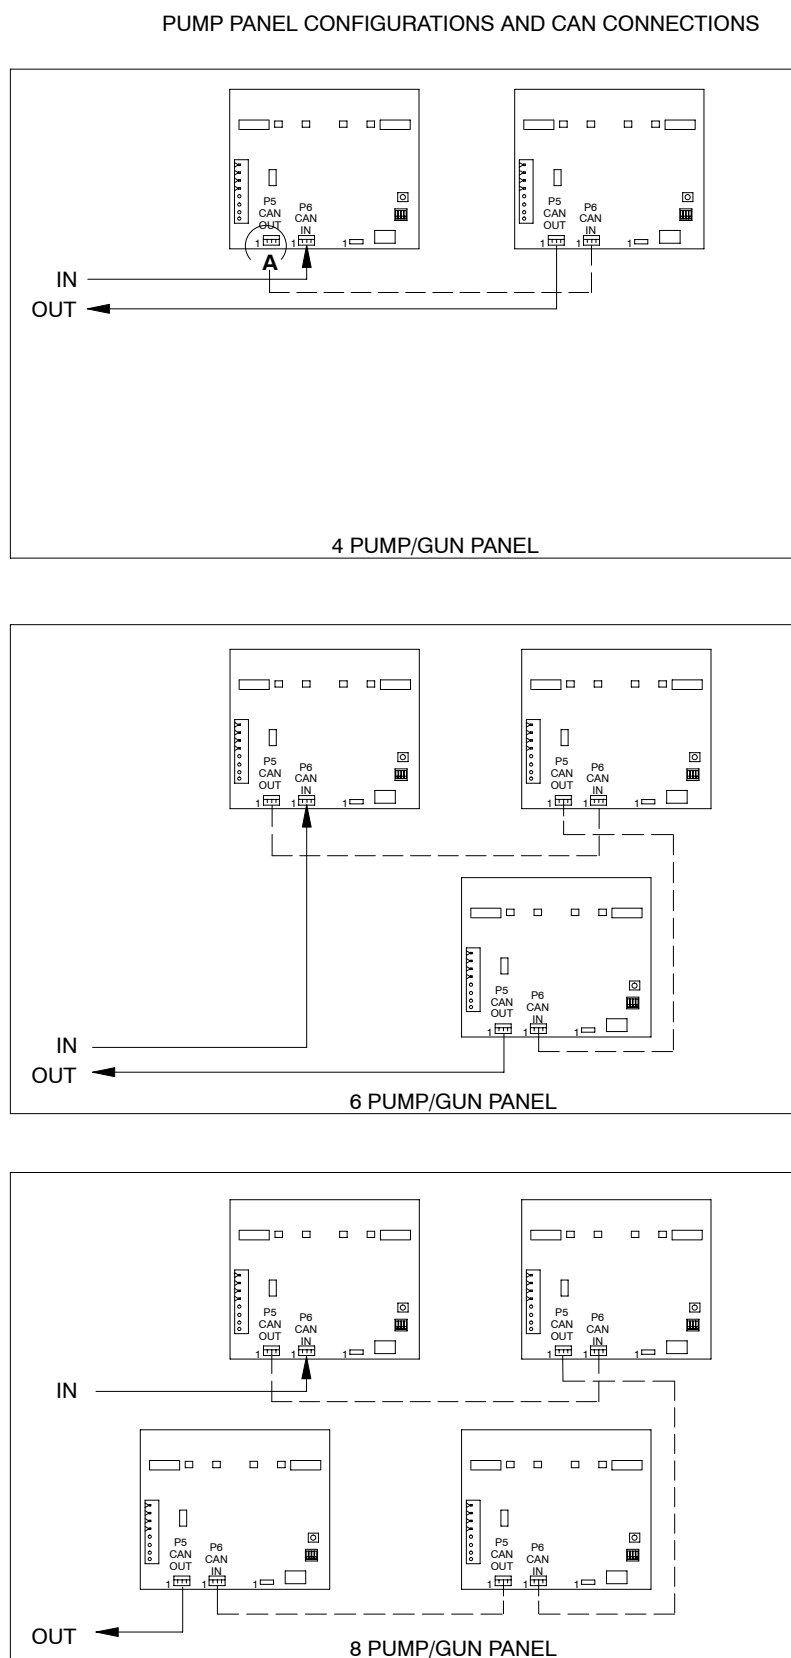 PUMP PANEL CONFIGURATIONS AND CAN CONNECTIONS
P5
CAN
OUT
P6
CAN
IN
1
1
1
A
P5
CAN
OUT
P6
CAN
IN
1
1
1
IN
OUT
4 PUMP/GUN PANEL
P5
CAN
OUT
P6
CAN
IN
1
1
1
P5
CAN
OUT
P6
CAN
IN
1
1
1
P5
CAN
OUT
P6
CAN
IN
1
1
1
IN
OUT
6 PUMP/GUN PANEL
P5
CAN
OUT
P6
CAN
IN
1
1
1
P5
CAN
OUT
P6
CAN
IN
1
1
1
IN
P5
CAN
OUT
P6
CAN
IN
1
1
1
P5
CAN
OUT
P6
CAN
IN
1
1
1
OUT
8 PUMP/GUN PANEL